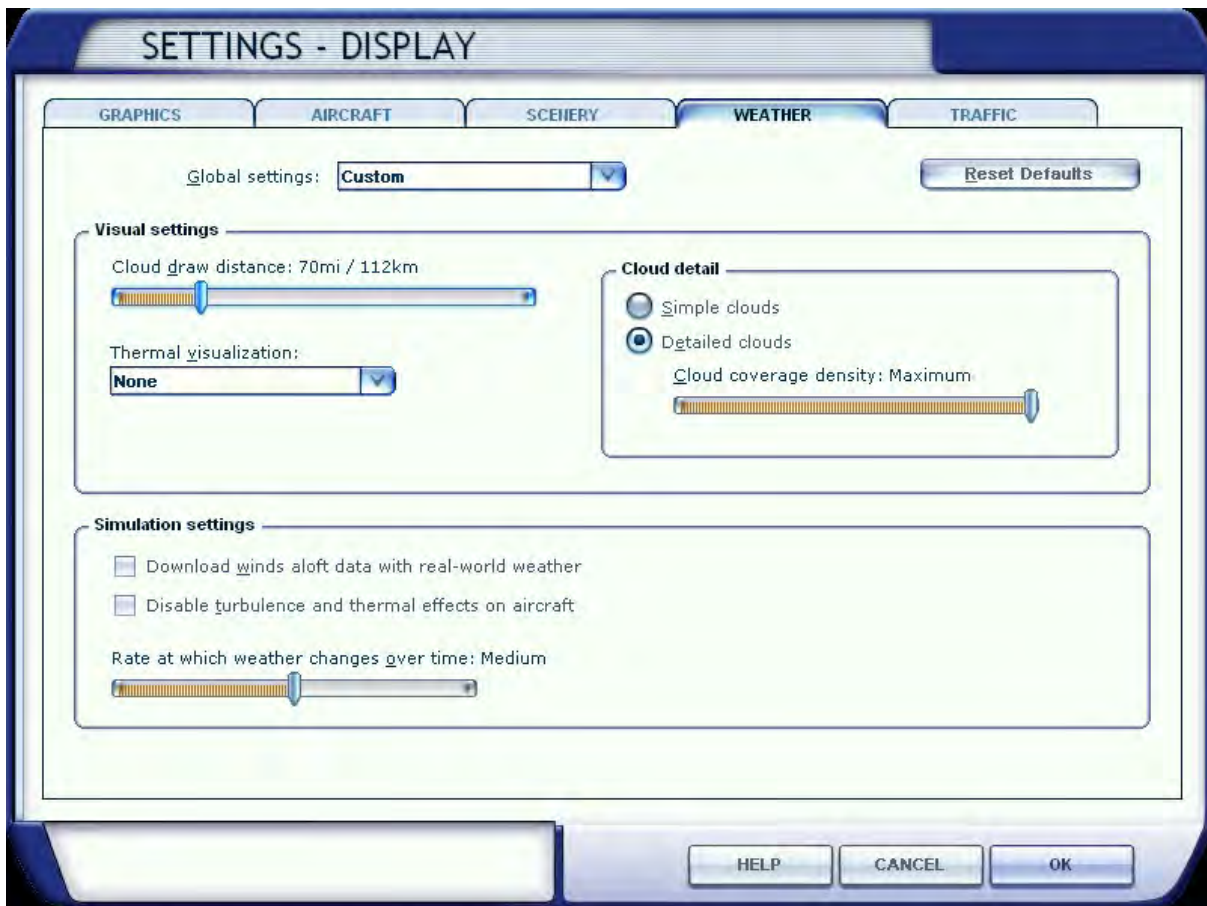 SETTINGS - DISPLAY
GRAPHICS AIRCRAFT SCENERY WEATHER TRAFFIC
Global settings: Custom Reset Defaults
Visual settings
Cloud draw distance: 70mi / 112km
Thermal visualization:
None
Cloud detail
Simple clouds
Detailed clouds
Cloud coverage density: Maximum
Simulation settings
Download winds aloft data with real-world weather
Disable turbulence and thermal effects on aircraft
Rate at which weather changes over time: Medium
HELP CANCEL OK